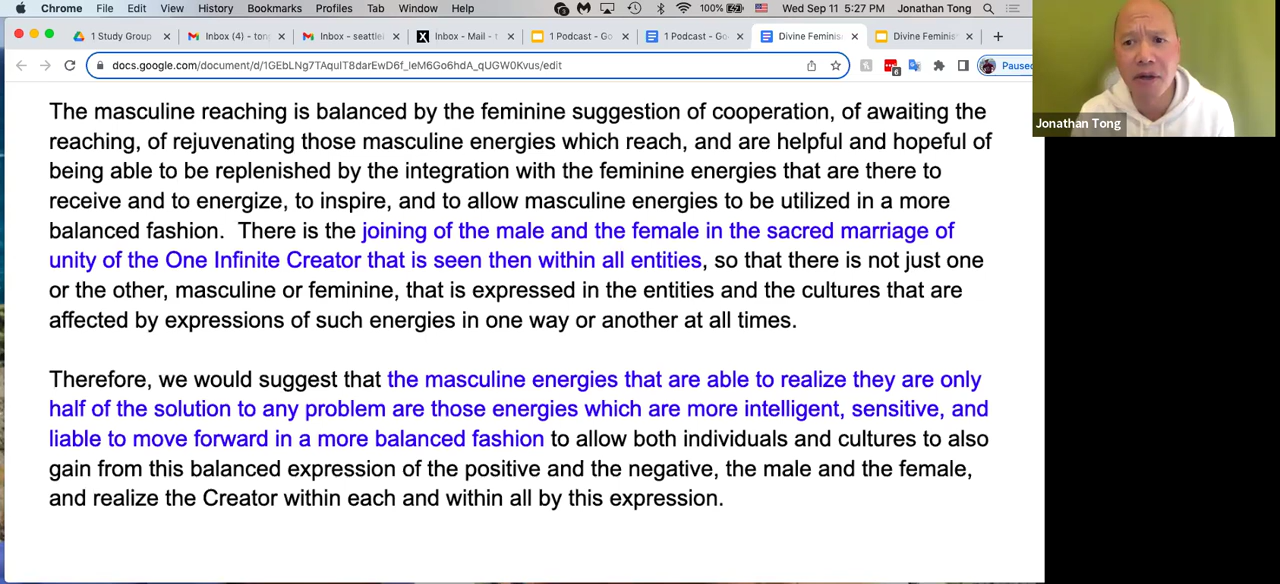 Chrome File Edit View History Bookmarks Profiles Tab Window Help 100% Wed Sep 11 5:27 PM Jonathan Tong
1 Study Group Inbox (4) - ton Inbox - seattle Inbox - Mail - t 1 Podcast - Go 1 Podcast - Go Divine Feminis Divine Feminis
docs.google.com/document/d/1GEbLNg7TAquIT8darEwD6f_IeM6Go6hdA_qUGW0Kvus/edit 6 Paused
The masculine reaching is balanced by the feminine suggestion of cooperation, of awaiting the
reaching, of rejuvenating those masculine energies which reach, and are helpful and hopeful of
being able to be replenished by the integration with the feminine energies that are there to
receive and to energize, to inspire, and to allow masculine energies to be utilized in a more
balanced fashion. There is the joining of the male and the female in the sacred marriage of
unity of the One Infinite Creator that is seen then within all entities, so that there is not just one
or the other, masculine or feminine, that is expressed in the entities and the cultures that are
affected by expressions of such energies in one way or another at all times.
Therefore, we would suggest that the masculine energies that are able to realize they are only
half of the solution to any problem are those energies which are more intelligent, sensitive, and
liable to move forward in a more balanced fashion to allow both individuals and cultures to also
gain from this balanced expression of the positive and the negative, the male and the female,
and realize the Creator within each and within all by this expression.
Jonathan Tong